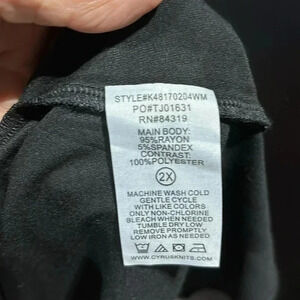 STYLE#K48170204WM
PO#TJ01631
RN#84319
MAIN BODY:
95%RAYON
5%SPANDEX
CONTRAST:
100%POLYESTER
2X
MACHINE WASH COLD
GENTLE CYCLE
WITH LIKE COLORS
ONLY NON-CHLORINE
BLEACH WHEN NEEDED
TUMBLE DRY LOW
REMOVE PROMPTLY
LOW IRON AS NEEDED
WWW.CYRUSKNITS.COM